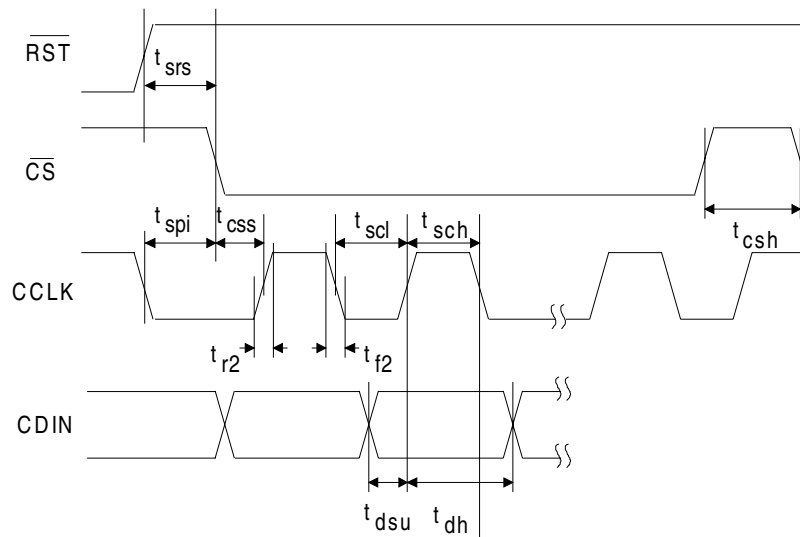 RST
t srs
CS
t spi
t css
t scl
t sch
t csh
CCLK
t r2
t f2
CDIN
t dsu
t dh